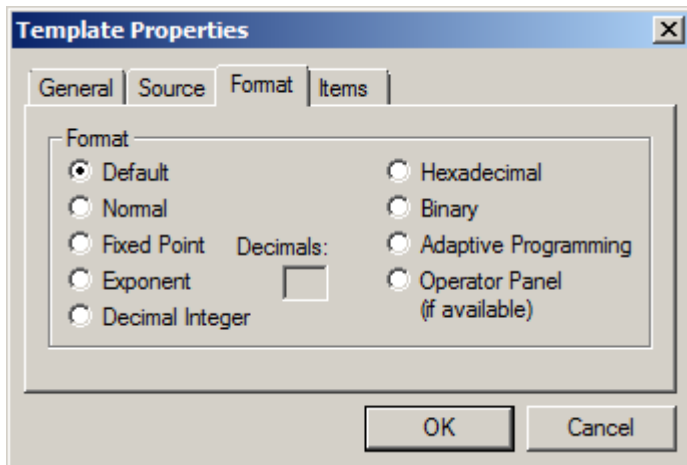 Template Properties
General Source Format Items
Format
Default
Normal
Fixed Point
Exponent
Decimal Integer
Decimals:
Hexadecimal
Binary
Adaptive Programming
Operator Panel
(if available)
OK Cancel